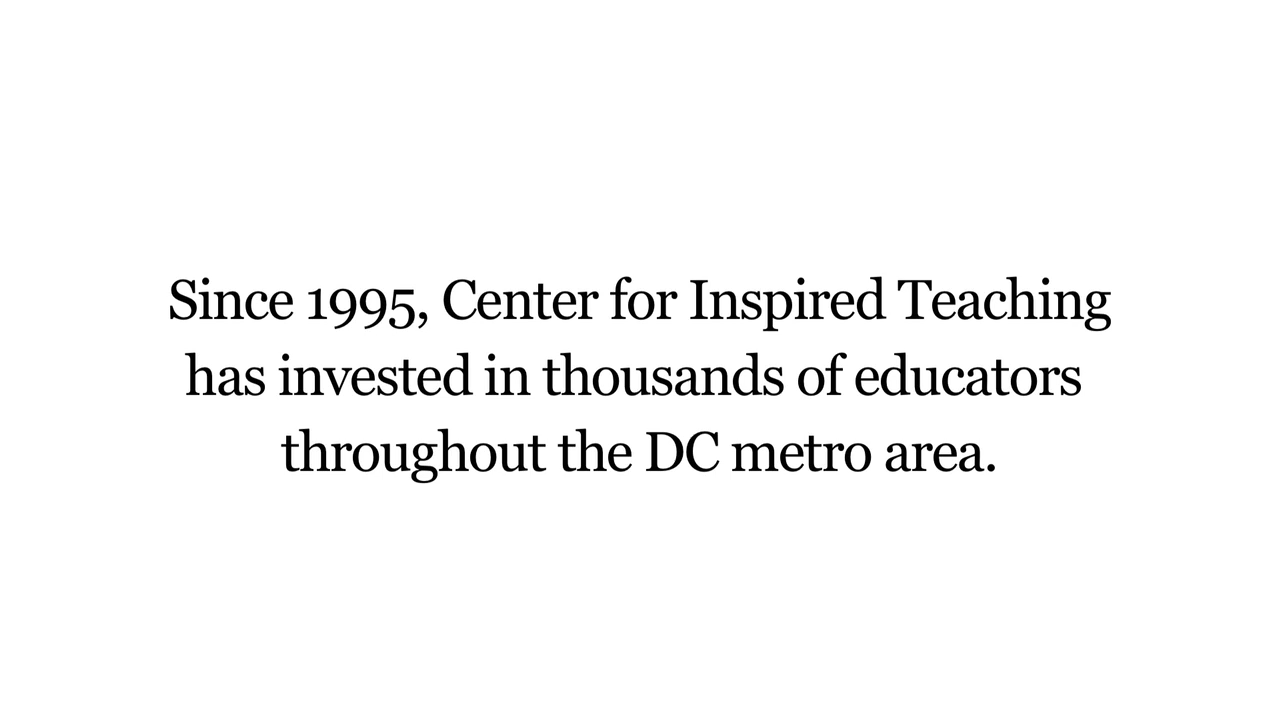 Since 1995, Center for Inspired Teaching
has invested in thousands of educators
throughout the DC metro area.